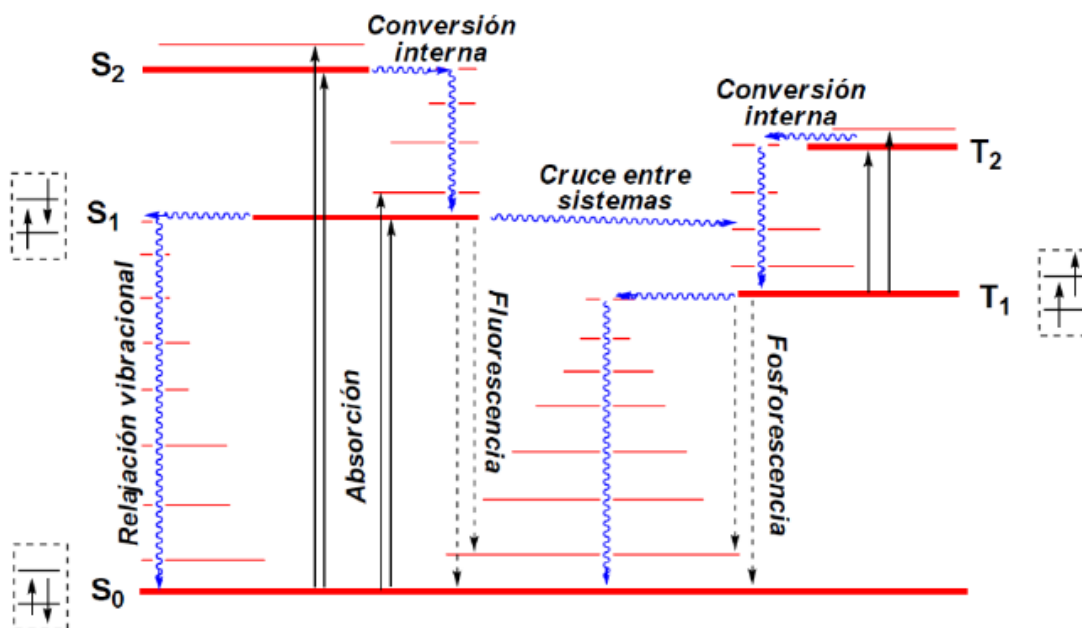 Conversión
interna
S2
Conversión
interna
T2
Cruce entre
sistemas
S1
T1
Relajación vibracional
Absorción
Fluorescencia
Fosforescencia
S0